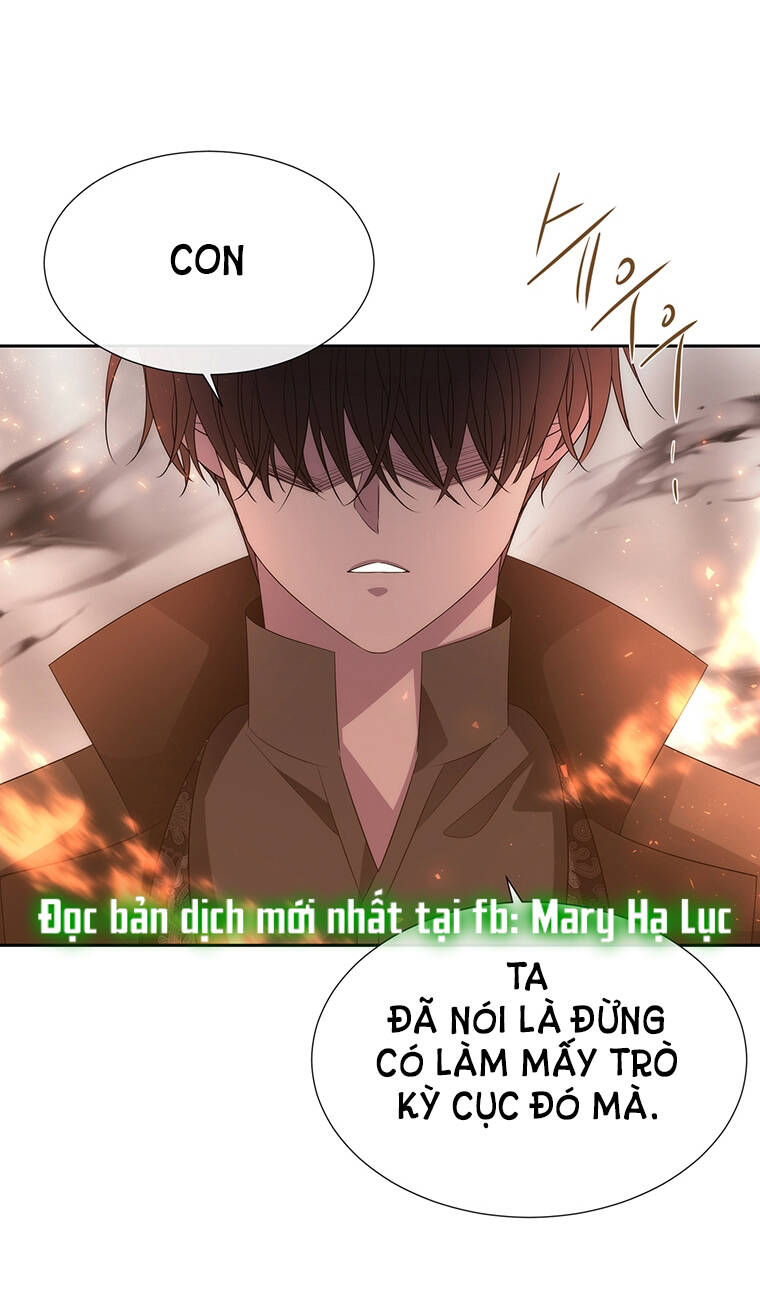 CON
Đọc bản dịch mới nhất tại fb: Mary Hạ Lục
TA
ĐÃ NÓI LÀ ĐỪNG
CÓ LÀM MẤY TRÒ
KỲ CỤC ĐÓ MÀ.